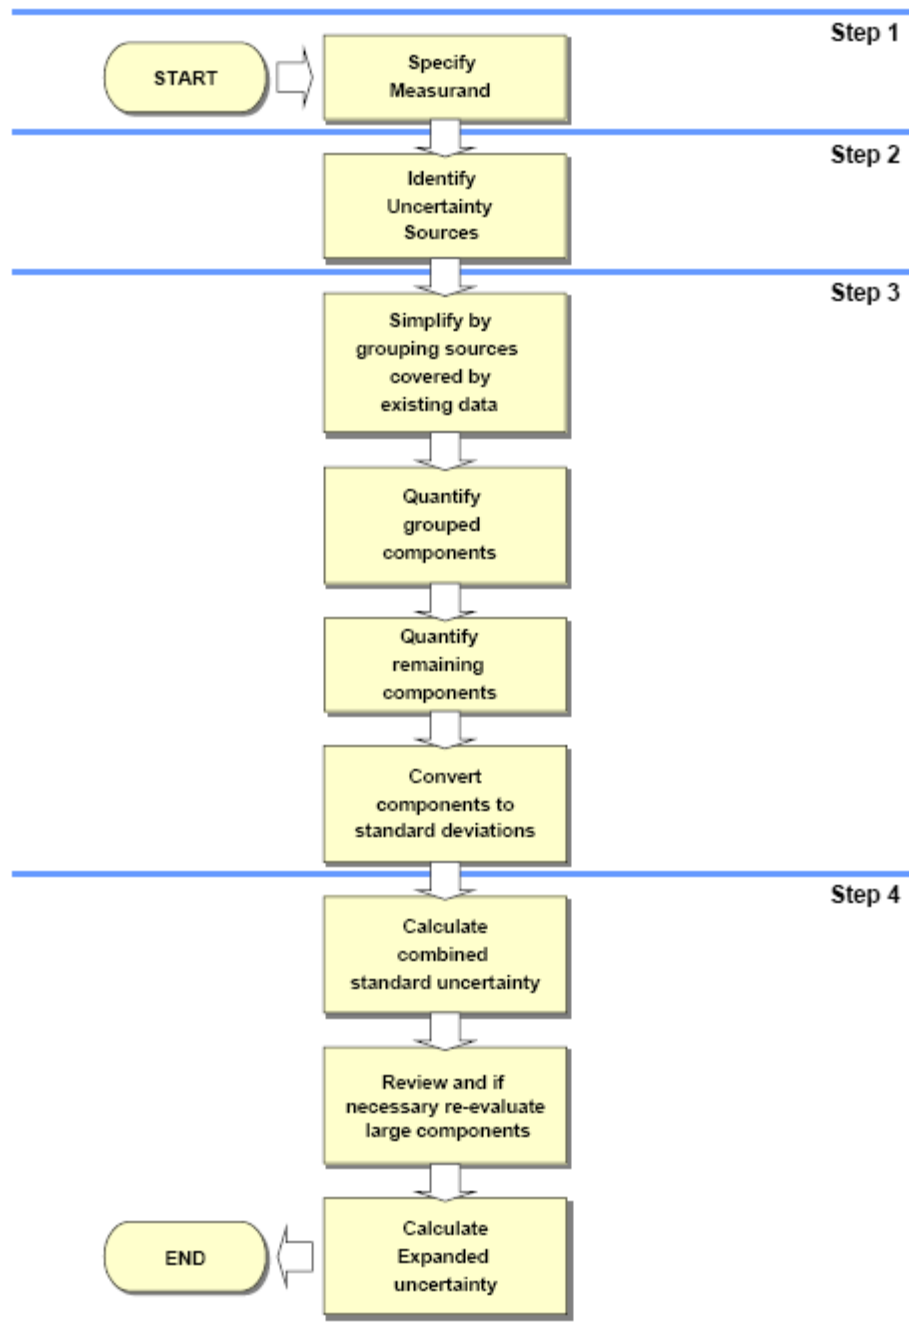 Step 1
START
Specify
Measurand
Step 2
Identify
Uncertainty
Sources
Step 3
Simplify by
grouping sources
covered by
existing data
Quantify
grouped
components
Quantify
remaining
components
Convert
components to
standard deviations
Step 4
Calculate
combined
standard uncertainty
Review and if
necessary re-evaluate
large components
Calculate
Expanded
uncertainty
END